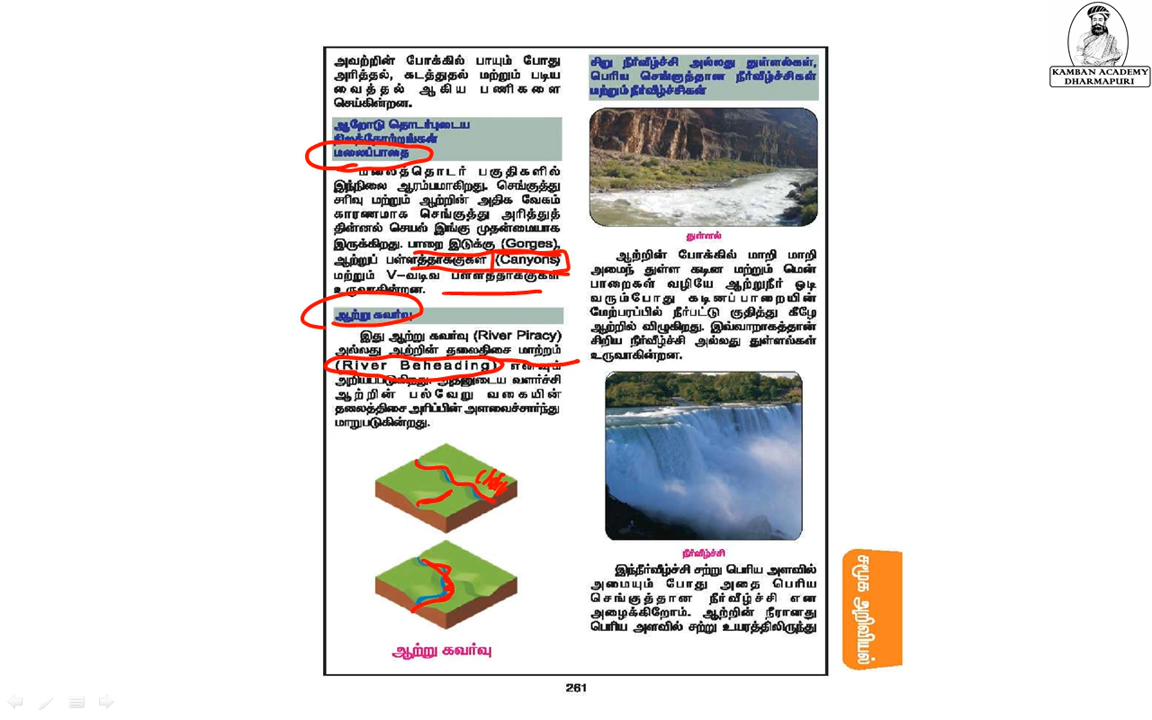 KAMBAN ACADEMY
DHARMAPURI
அவற்றின் போக்கில் பாயும் போது
அரித்தல், கடத்துதல் மற்றும் படிய
வைத்தல் ஆகிய பணிகளை
செய்கின்றன.
ஆறோடு தொடர்புடைய
நிலத்தோற்றங்கள்
மலைப்பாதை
மலைத்தொடர் பகுதிகளில்
இந்நிலை ஆரம்பமாகிறது. செங்குத்து
சரிவு மற்றும் ஆற்றின் அதிக வேகம்
காரணமாக செங்குத்து அரித்துத்
தின்னல் செயல் இங்கு முதன்மையாக
இருக்கிறது. பாறை இடுக்கு (Gorges),
ஆற்றுப் பள்ளத்தாக்குகள் (Canyons)
மற்றும் V-வடிவ பள்ளத்தாக்குகள்
உருவாகின்றன.
ஆற்று கவர்வு
இது ஆற்று கவர்வு (River Piracy)
அல்லது ஆற்றின் தலைதிசை மாற்றம்
(River Beheading) எனவும்
அறியப்படுகிறது. அதனுடைய வளர்ச்சி
ஆற்றின் பல்வேறு வகையின்
தலைத்திசை அரிப்பின் அளவைச்சார்ந்து
மாறுபடுகின்றது.
ஆற்று கவர்வு
சிறு நீர்வீழ்ச்சி அல்லது துள்ளல்கள்,
பெரிய செங்குத்தான நீர்வீழ்ச்சிகள்
மற்றும் நீர்வீழ்ச்சிகள்
துள்ளல்
ஆற்றின் போக்கில் மாறி மாறி
அமைந் துள்ள கடின மற்றும் மென்
பாறைகள் வழியே ஆற்றுநீர் ஓடி
வரும்போது கடினப்பாறையின்
மேற்பரப்பில் நீர்பட்டு குதித்து கீழே
ஆற்றில் விழுகிறது. இவ்வாறாகத்தான்
சிறிய நீர்வீழ்ச்சி அல்லது துள்ளல்கள்
உருவாகின்றன.
நீர்வீழ்ச்சி
இந்நீர்வீழ்ச்சி சற்று பெரிய அளவில்
அமையும் போது அதை பெரிய
செங்குத்தான நீர்வீழ்ச்சி என
அழைக்கிறோம். ஆற்றின் நீரானது
பெரிய அளவில் சற்று உயரத்திலிருந்து
சமூக அறிவியல்
261